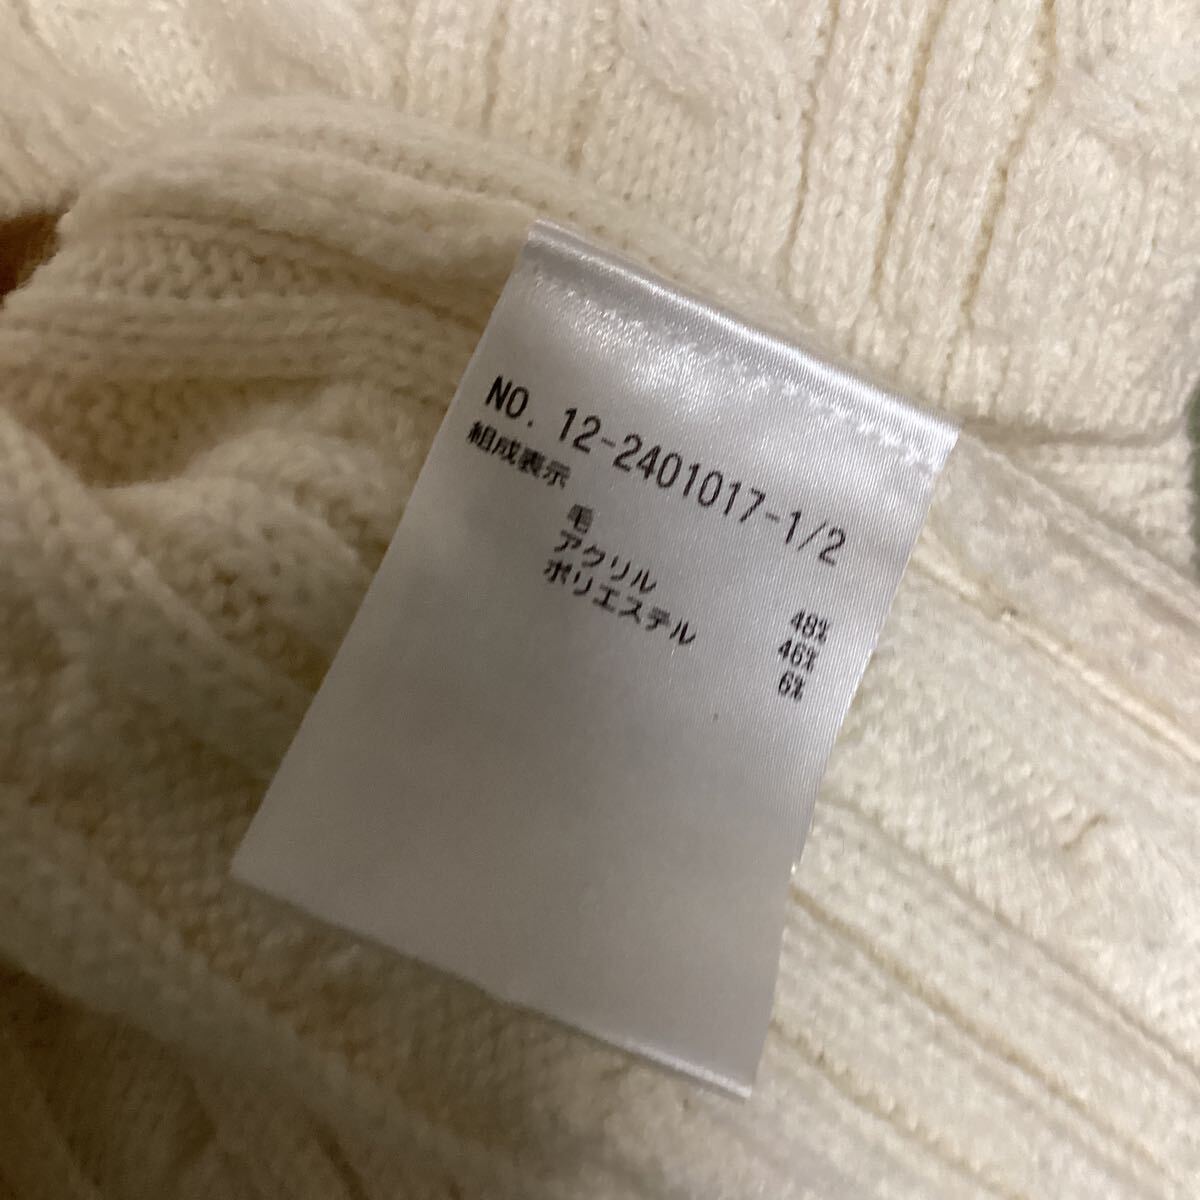 NO. 12-2401017-1/2
組成表示
毛 48%
アクリル 46%
ポリエステル 6%